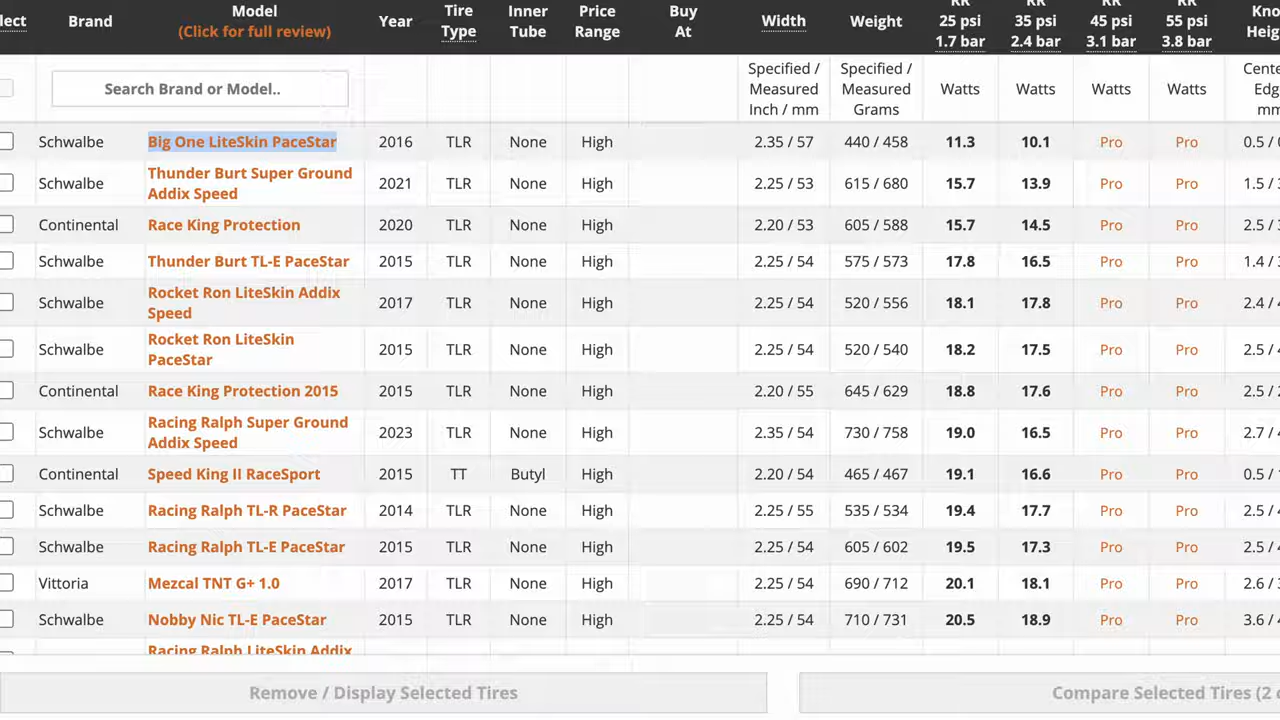 lect Brand Model (Click for full review) Year Tire Type Inner Tube Price Range Buy At Width Weight RR 25 psi 1.7 bar RR 35 psi 2.4 bar RR 45 psi 3.1 bar RR 55 psi 3.8 bar Kno Heig
Search Brand or Model.. Specified / Measured Inch / mm Specified / Measured Grams Watts Watts Watts Watts Cente Edg mm
Schwalbe Big One LiteSkin PaceStar 2016 TLR None High 2.35 / 57 440 / 458 11.3 10.1 Pro Pro 0.5 /
Schwalbe Thunder Burt Super Ground Addix Speed 2021 TLR None High 2.25 / 53 615 / 680 15.7 13.9 Pro Pro 1.5 /
Continental Race King Protection 2020 TLR None High 2.20 / 53 605 / 588 15.7 14.5 Pro Pro 2.5 /
Schwalbe Thunder Burt TL-E PaceStar 2015 TLR None High 2.25 / 54 575 / 573 17.8 16.5 Pro Pro 1.4 /
Schwalbe Rocket Ron LiteSkin Addix Speed 2017 TLR None High 2.25 / 54 520 / 556 18.1 17.8 Pro Pro 2.4 /
Schwalbe Rocket Ron LiteSkin PaceStar 2015 TLR None High 2.25 / 54 520 / 540 18.2 17.5 Pro Pro 2.5 /
Continental Race King Protection 2015 2015 TLR None High 2.20 / 55 645 / 629 18.8 17.6 Pro Pro 2.5 /
Schwalbe Racing Ralph Super Ground Addix Speed 2023 TLR None High 2.35 / 54 730 / 758 19.0 16.5 Pro Pro 2.7 /
Continental Speed King II RaceSport 2015 TT Butyl High 2.20 / 54 465 / 467 19.1 16.6 Pro Pro 0.5 /
Schwalbe Racing Ralph TL-R PaceStar 2014 TLR None High 2.25 / 55 535 / 534 19.4 17.7 Pro Pro 2.5 /
Schwalbe Racing Ralph TL-E PaceStar 2015 TLR None High 2.25 / 54 605 / 602 19.5 17.3 Pro Pro 2.5 /
Vittoria Mezcal TNT G+ 1.0 2017 TLR None High 2.25 / 54 690 / 712 20.1 18.1 Pro Pro 2.6 /
Schwalbe Nobby Nic TL-E PaceStar 2015 TLR None High 2.25 / 54 710 / 731 20.5 18.9 Pro Pro 3.6 /
Racing Ralph LiteSkin Addix
Remove / Display Selected Tires Compare Selected Tires (2